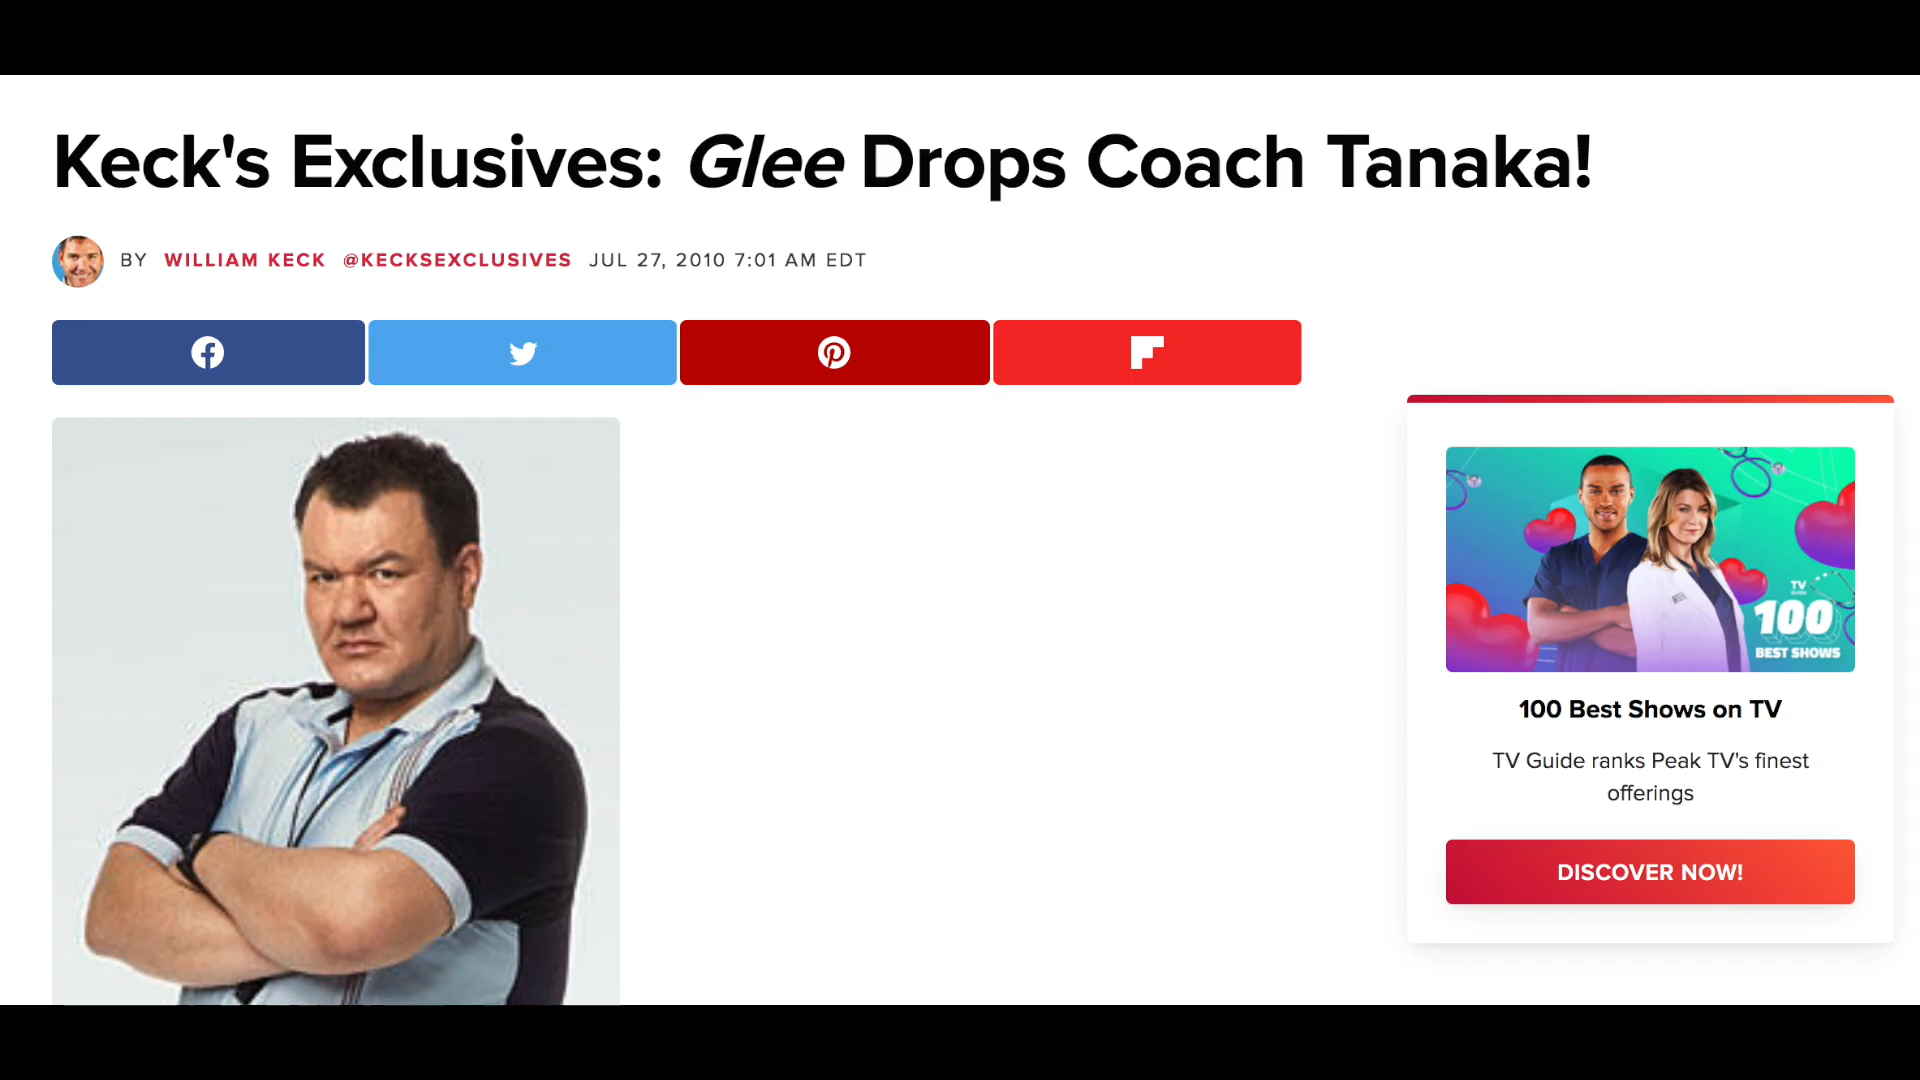 Keck's Exclusives: Glee Drops Coach Tanaka!
BY WILLIAM KECK @KECKSEXCLUSIVES JUL 27, 2010 7:01 AM EDT
TV
GUIDE
100
BEST SHOWS
100 Best Shows on TV
TV Guide ranks Peak TV's finest
offerings
DISCOVER NOW!